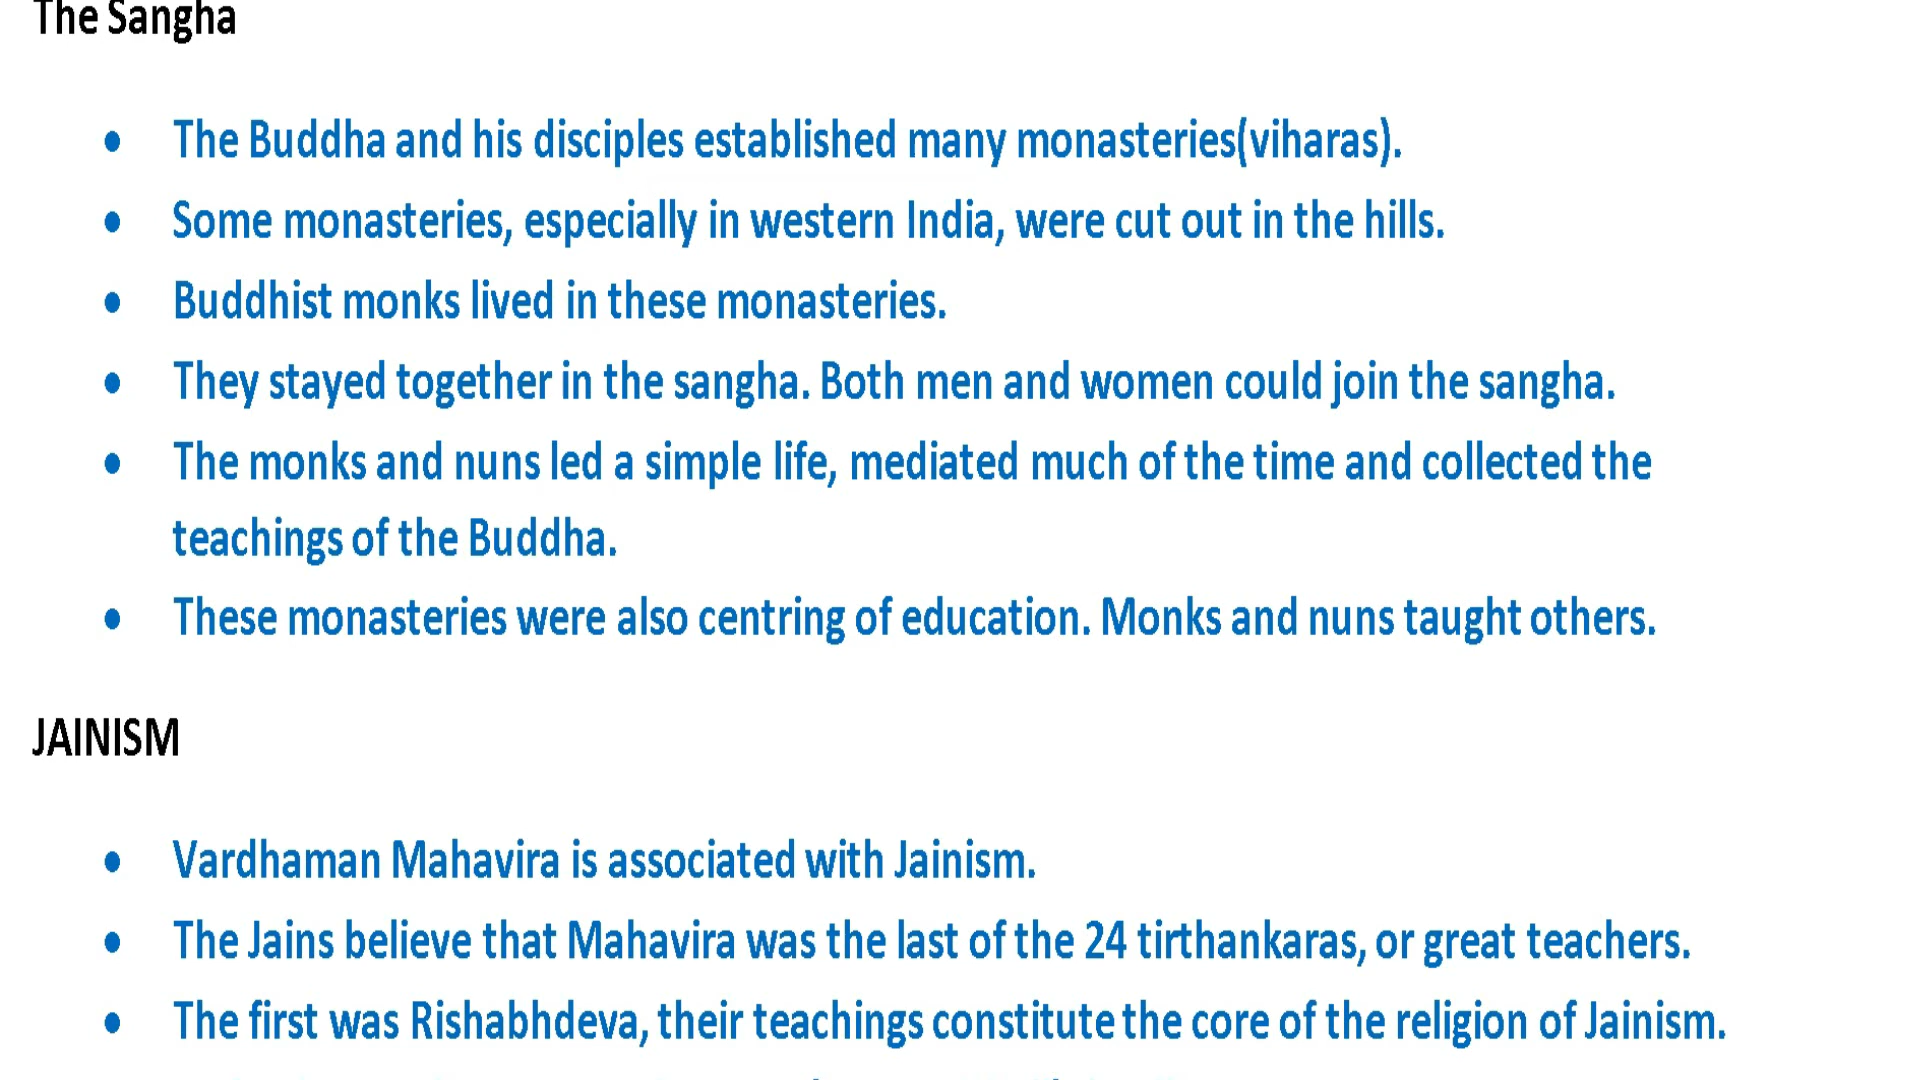 The Sangha
• The Buddha and his disciples established many monasteries(viharas).
• Some monasteries, especially in western India, were cut out in the hills.
• Buddhist monks lived in these monasteries.
• They stayed together in the sangha. Both men and women could join the sangha.
• The monks and nuns led a simple life, mediated much of the time and collected the
teachings of the Buddha.
• These monasteries were also centring of education. Monks and nuns taught others.
JAINISM
• Vardhaman Mahavira is associated with Jainism.
• The Jains believe that Mahavira was the last of the 24 tirthankaras, or great teachers.
• The first was Rishabhdeva, their teachings constitute the core of the religion of Jainism.